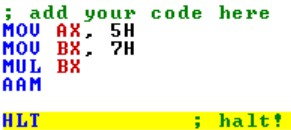 ; add your code here
MOV AX, 5H
MOV BX, 7H
MUL BX
AAM
HLT ; halt!